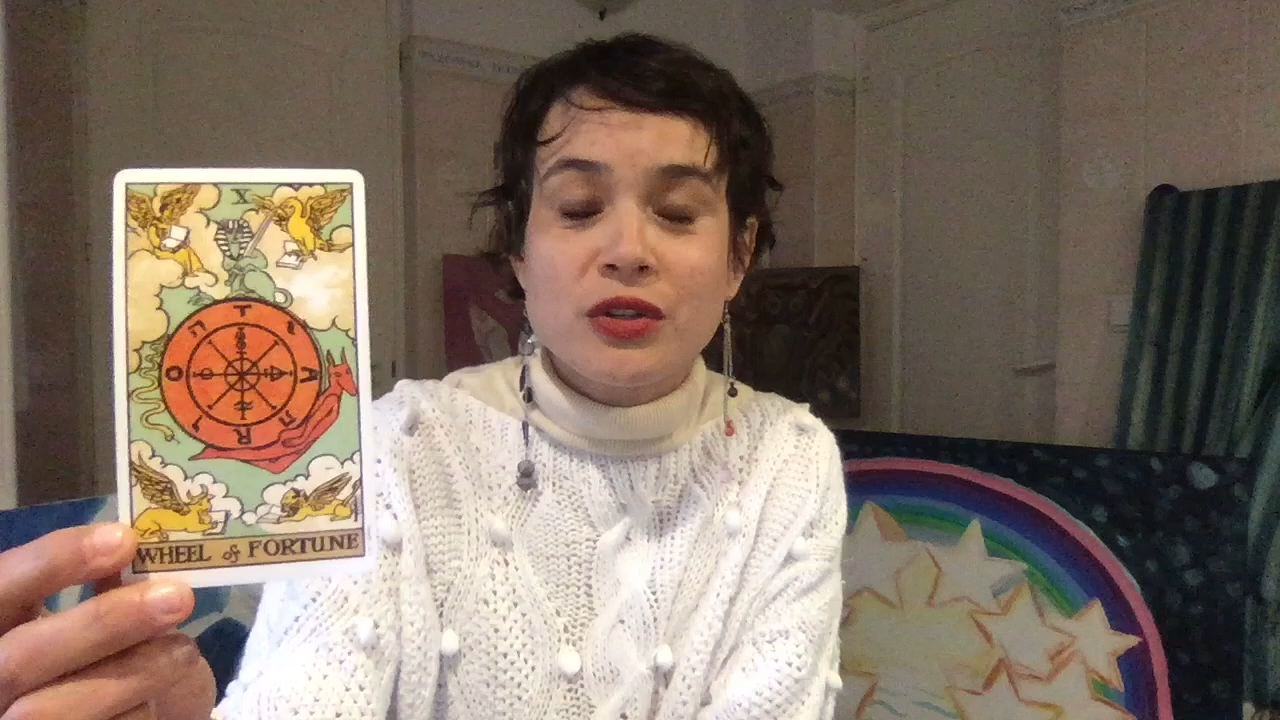 X
ה T י
O A
ו R ה
WHEEL of FORTUNE